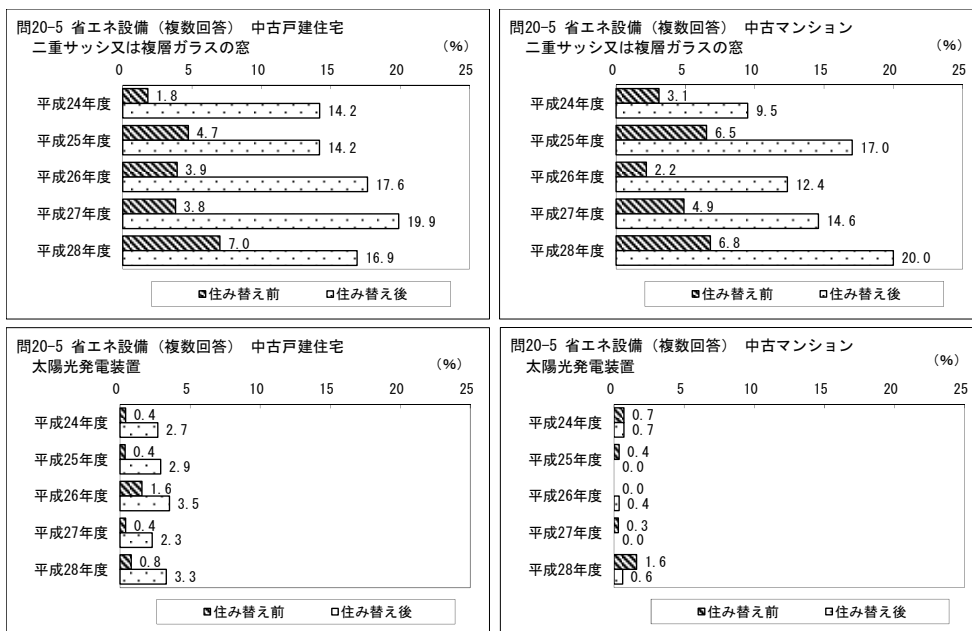 問20-5 省エネ設備（複数回答） 中古戸建住宅
二重サッシ又は複層ガラスの窓 (%)
0 5 10 15 20 25
平成24年度 1.8
14.2
平成25年度 4.7
14.2
平成26年度 3.9
17.6
平成27年度 3.8
19.9
平成28年度 7.0
16.9
住み替え前 住み替え後
問20-5 省エネ設備（複数回答） 中古マンション
二重サッシ又は複層ガラスの窓 (%)
0 5 10 15 20 25
平成24年度 3.1
9.5
平成25年度 6.5
17.0
平成26年度 2.2
12.4
平成27年度 4.9
14.6
平成28年度 6.8
20.0
住み替え前 住み替え後
問20-5 省エネ設備（複数回答） 中古戸建住宅
太陽光発電装置 (%)
0 5 10 15 20 25
平成24年度 0.4
2.7
平成25年度 0.4
2.9
平成26年度 1.6
3.5
平成27年度 0.4
2.3
平成28年度 0.8
3.3
住み替え前 住み替え後
問20-5 省エネ設備（複数回答） 中古マンション
太陽光発電装置 (%)
0 5 10 15 20 25
平成24年度 0.7
0.7
平成25年度 0.4
0.0
平成26年度 0.0
0.4
平成27年度 0.3
0.0
平成28年度 1.6
0.6
住み替え前 住み替え後